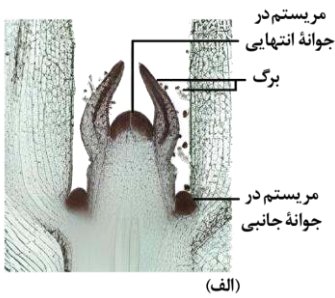 مریستم در
جوانهٔ انتهایی
برگ
مریستم در
جوانهٔ جانبی
(الف)